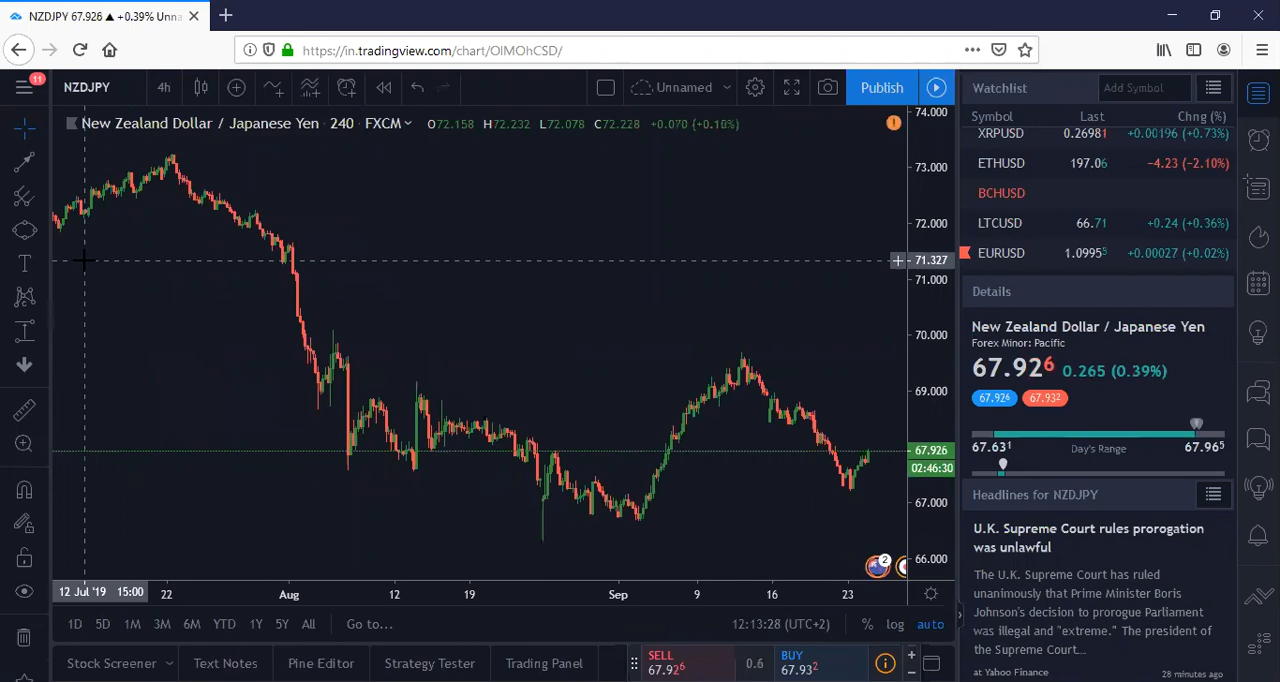 NZDJPY 67.926 ▲ +0.39% Unna
https://in.tradingview.com/chart/OIMOhCSD/
11
NZDJPY
4h
Unnamed
Publish
New Zealand Dollar / Japanese Yen · 240 · FXCM
O72.158 H72.232 L72.078 C72.228 +0.070 (+0.10%)
74.000
73.000
72.000
71.327
71.000
70.000
69.000
67.926
02:46:30
67.000
66.000
2
12 Jul '19 15:00
22
Aug
12
19
Sep
9
16
23
1D 5D 1M 3M 6M YTD 1Y 5Y All
Go to...
12:13:28 (UTC+2)
% log auto
Stock Screener
Text Notes
Pine Editor
Strategy Tester
Trading Panel
SELL
67.926
0.6
BUY
67.932
Watchlist
Add Symbol
Symbol Last Chng (%)
XRPUSD 0.26981 +0.00196 (+0.73%)
ETHUSD 197.06 −4.23 (−2.10%)
BCHUSD
LTCUSD 66.71 +0.24 (+0.36%)
EURUSD 1.09955 +0.00027 (+0.02%)
Details
New Zealand Dollar / Japanese Yen
Forex Minor: Pacific
67.926 0.265 (0.39%)
67.926 67.932
67.631 Day's Range 67.965
Headlines for NZDJPY
U.K. Supreme Court rules prorogation
was unlawful
The U.K. Supreme Court has ruled
unanimously that Prime Minister Boris
Johnson's decision to prorogue Parliament
was illegal and "extreme." The president of
the Supreme Court...
at Yahoo Finance 28 minutes ago